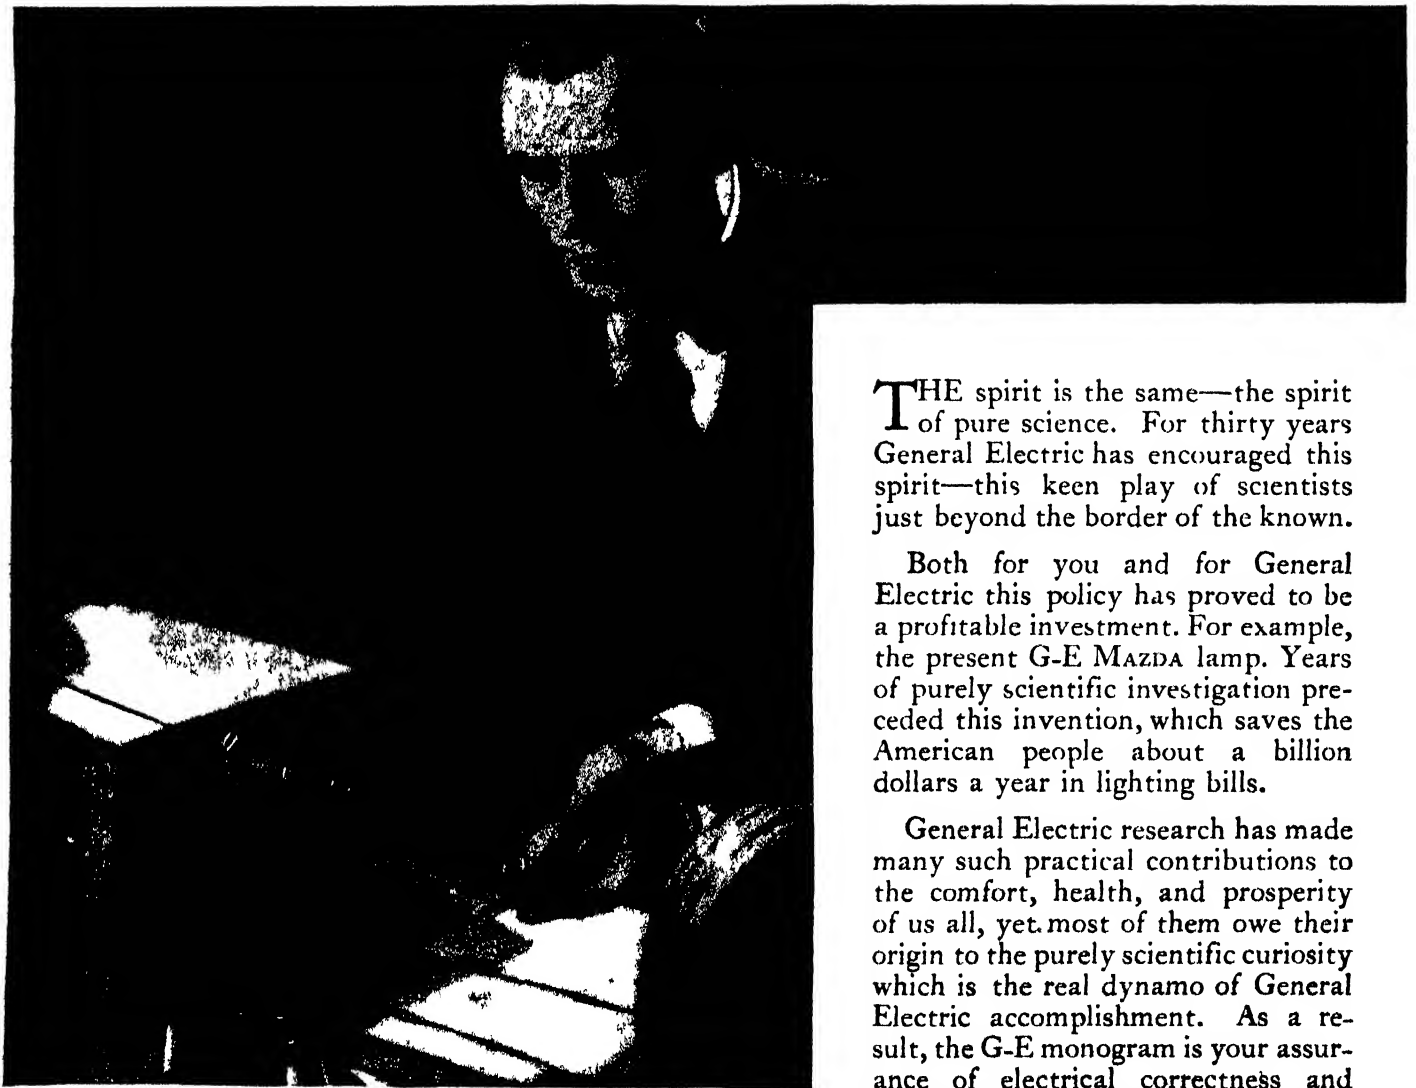 THE spirit is the same—the spirit
of pure science. For thirty years
General Electric has encouraged this
spirit—this keen play of scientists
just beyond the border of the known.
Both for you and for General
Electric this policy has proved to be
a profitable investment. For example,
the present G-E MAZDA lamp. Years
of purely scientific investigation pre-
ceded this invention, which saves the
American people about a billion
dollars a year in lighting bills.
General Electric research has made
many such practical contributions to
the comfort, health, and prosperity
of us all, yet most of them owe their
origin to the purely scientific curiosity
which is the real dynamo of General
Electric accomplishment. As a re-
sult, the G-E monogram is your assur-
ance of electrical correctness and